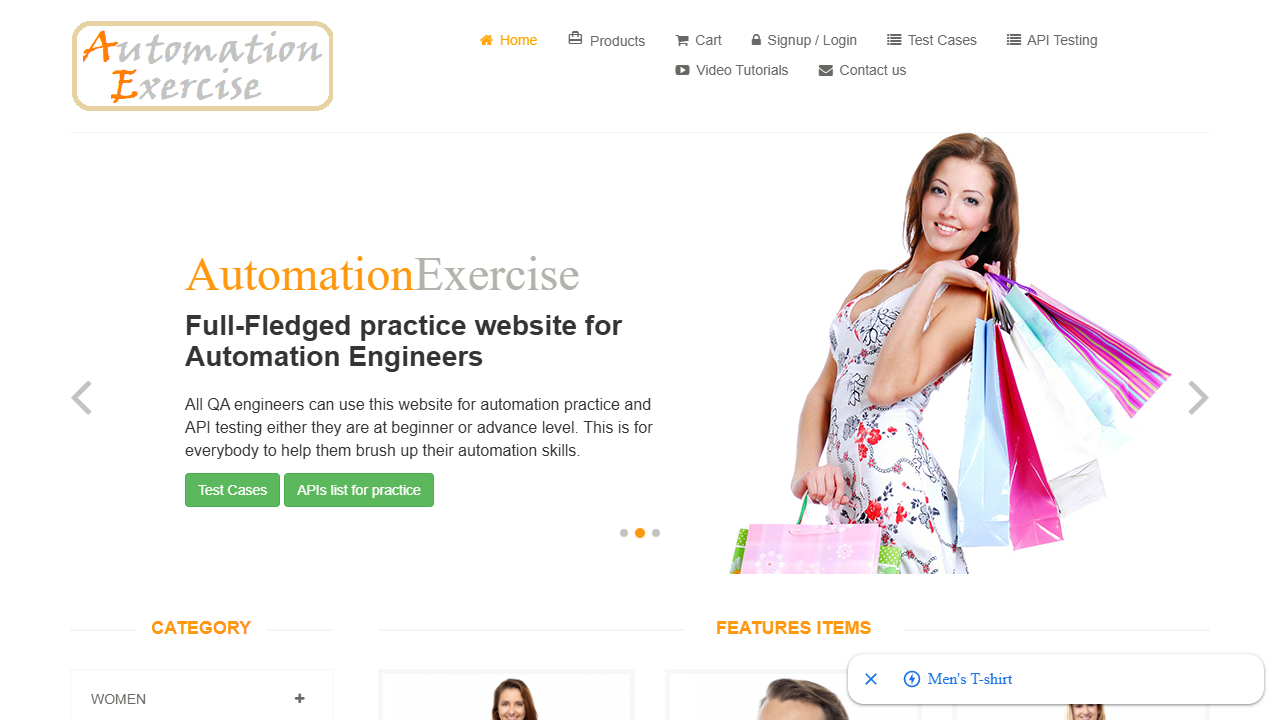 Automation
Exercise
Home
Products
Cart
Signup / Login
Test Cases
API Testing
Video Tutorials
Contact us
AutomationExercise
Full-Fledged practice website for
Automation Engineers
All QA engineers can use this website for automation practice and
API testing either they are at beginner or advance level. This is for
everybody to help them brush up their automation skills.
Test Cases
APIs list for practice
CATEGORY
FEATURES ITEMS
WOMEN
Men's T-shirt